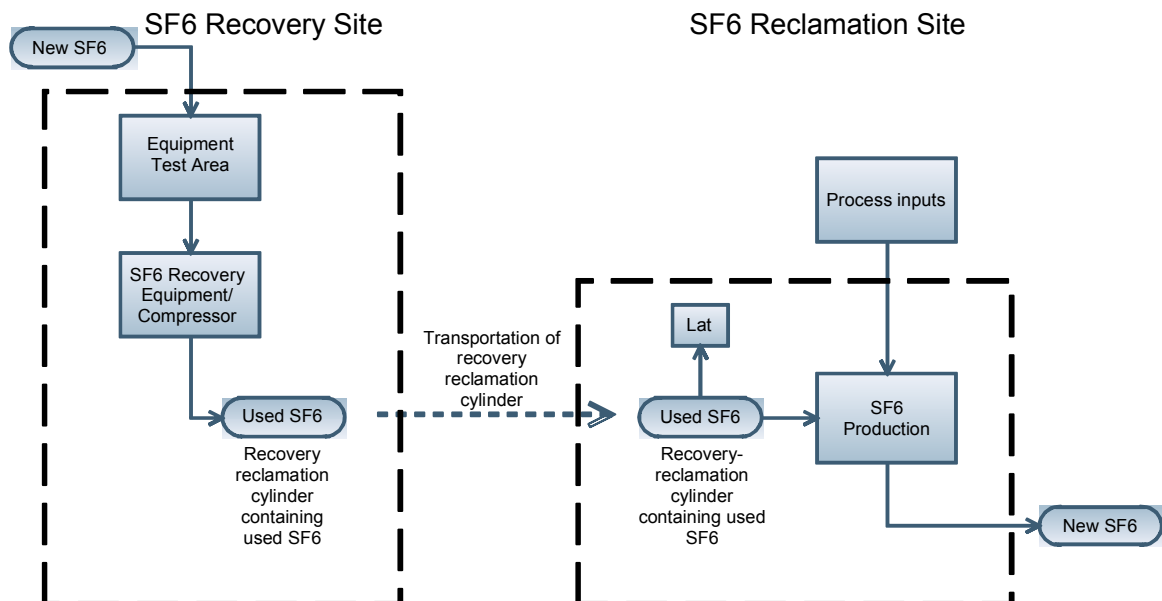 SF6 Recovery Site
New SF6
Equipment
Test Area
SF6 Recovery
Equipment/
Compressor
Used SF6
Recovery
reclamation
cylinder
containing
used SF6
Transportation of
recovery
reclamation
cylinder
SF6 Reclamation Site
Process inputs
Lat
Used SF6
Recovery-
reclamation
cylinder
containing used
SF6
SF6
Production
New SF6